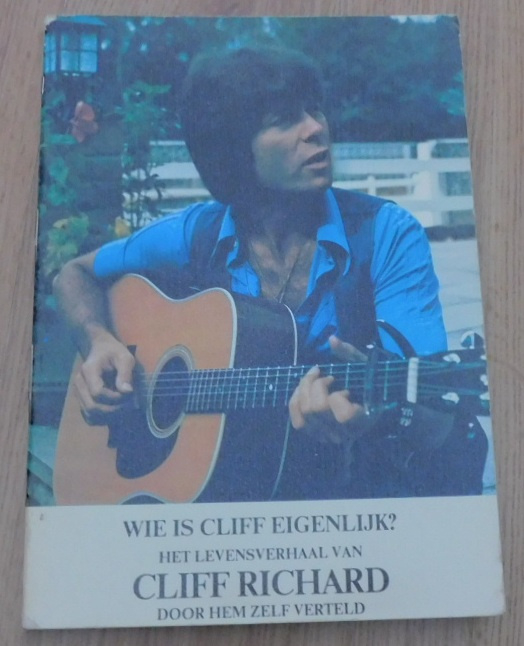 WIE IS CLIFF EIGENLIJK?
HET LEVENSVERHAAL VAN
CLIFF RICHARD
DOOR HEM ZELF VERTELD